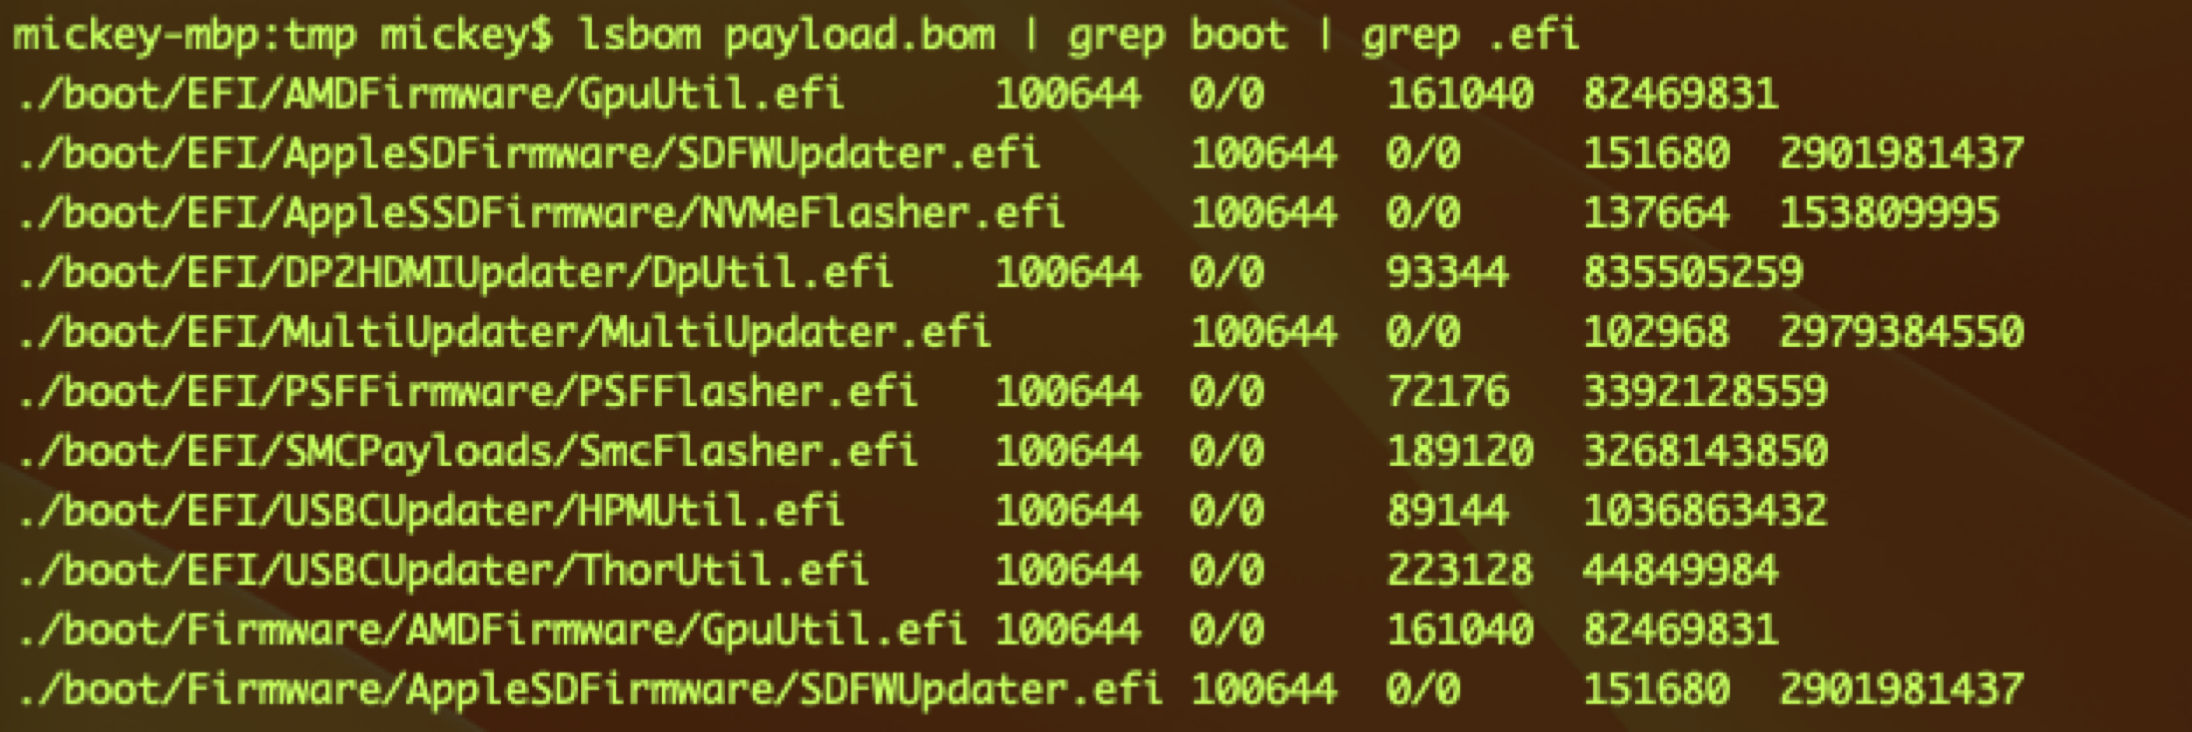 mickey-mbp:tmp mickey$ lsbom payload.bom | grep boot | grep .efi
./boot/EFI/AMDFirmware/GpuUtil.efi 100644 0/0 161040 82469831
./boot/EFI/AppleSDFirmware/SDFWUpdater.efi 100644 0/0 151680 2901981437
./boot/EFI/AppleSSDFirmware/NVMeFlasher.efi 100644 0/0 137664 153809995
./boot/EFI/DP2HDMIUpdater/DpUtil.efi 100644 0/0 93344 835505259
./boot/EFI/MultiUpdater/MultiUpdater.efi 100644 0/0 102968 2979384550
./boot/EFI/PSFFirmware/PSFFlasher.efi 100644 0/0 72176 3392128559
./boot/EFI/SMCPayloads/SmcFlasher.efi 100644 0/0 189120 3268143850
./boot/EFI/USBCUpdater/HPMUtil.efi 100644 0/0 89144 1036863432
./boot/EFI/USBCUpdater/ThorUtil.efi 100644 0/0 223128 44849984
./boot/Firmware/AMDFirmware/GpuUtil.efi 100644 0/0 161040 82469831
./boot/Firmware/AppleSDFirmware/SDFWUpdater.efi 100644 0/0 151680 2901981437